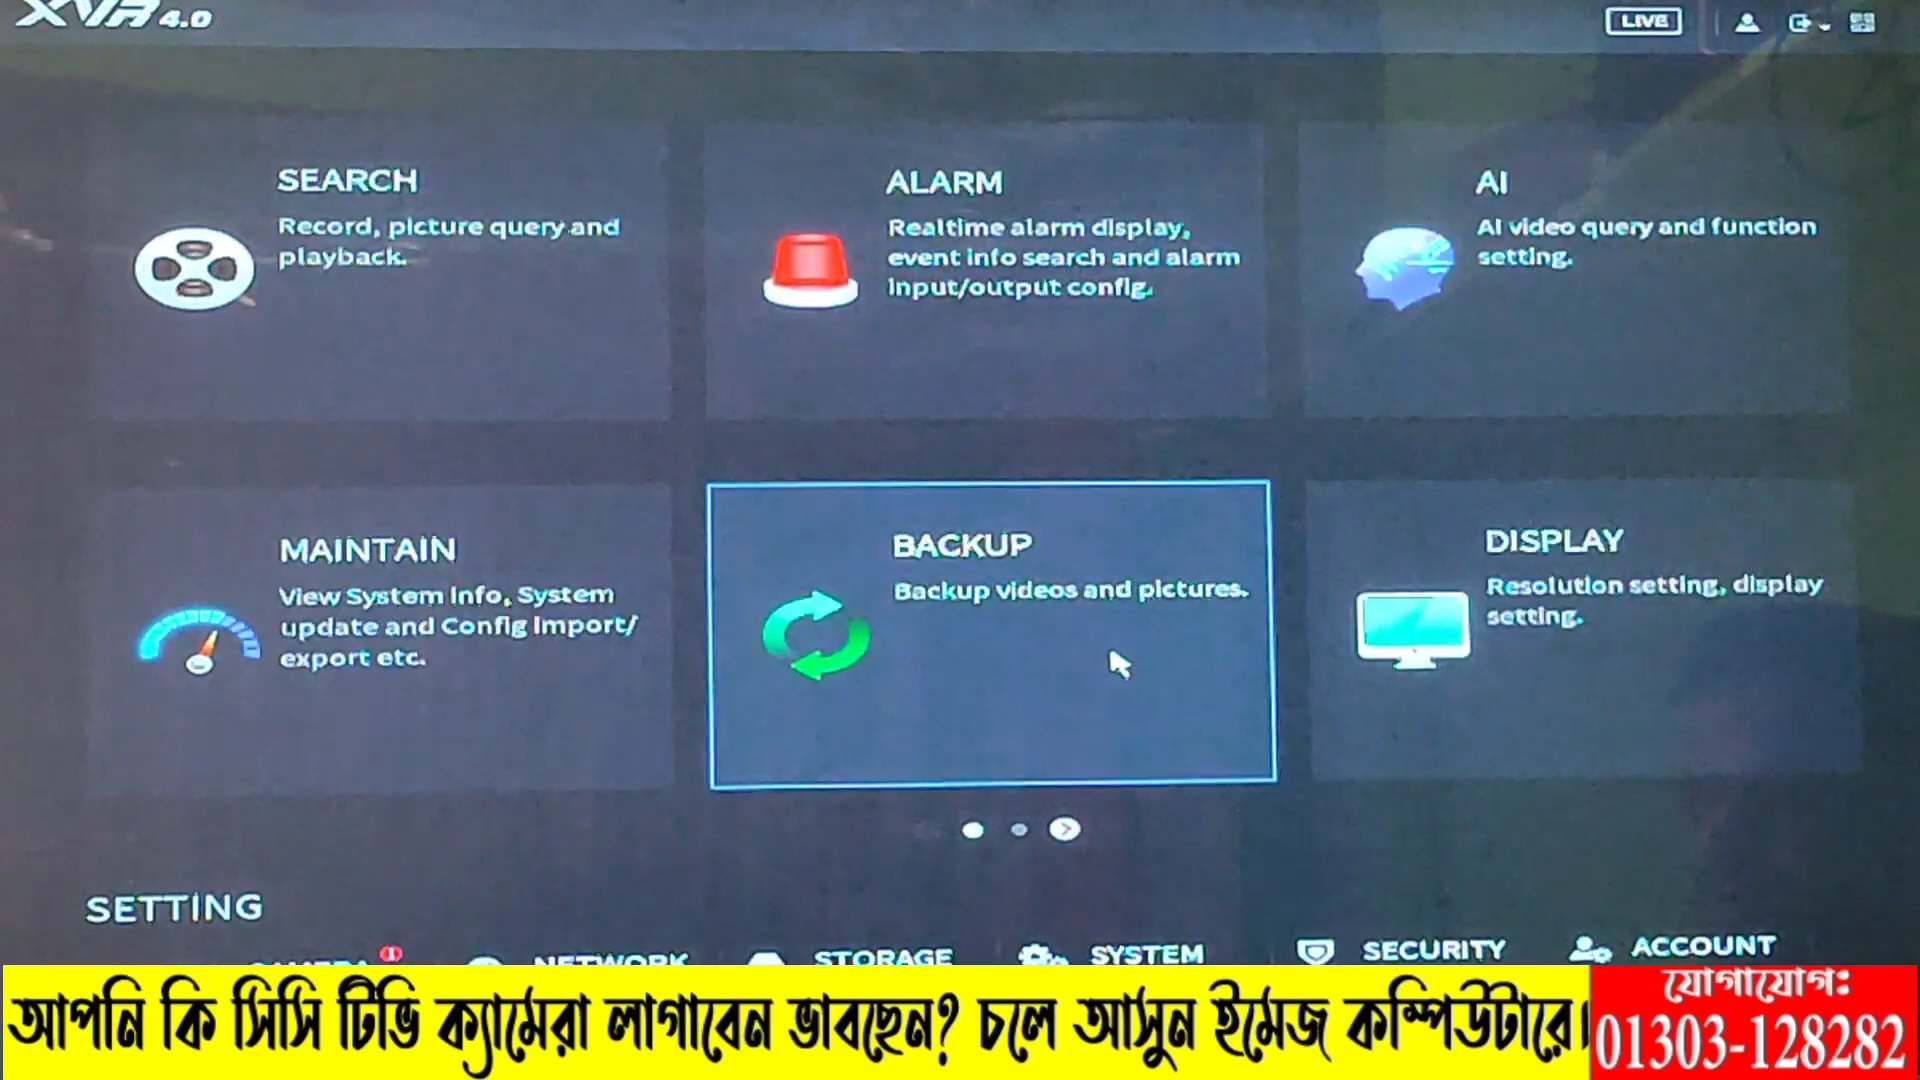 XVR 4.0
LIVE
SEARCH
Record, picture query and
playback.
ALARM
Realtime alarm display,
event info search and alarm
input/output config.
AI
AI video query and function
setting.
MAINTAIN
View System Info, System
update and Config Import/
export etc.
BACKUP
Backup videos and pictures.
DISPLAY
Resolution setting, display
setting.
SETTING
CAMERA
NETWORK
STORAGE
SYSTEM
SECURITY
ACCOUNT
আপনি কি সিসি টিভি ক্যামেরা লাগাবেন ভাবছেন? চলে আসুন ইমেজ কম্পিউটারে।
যোগাযোগ:
01303-128282